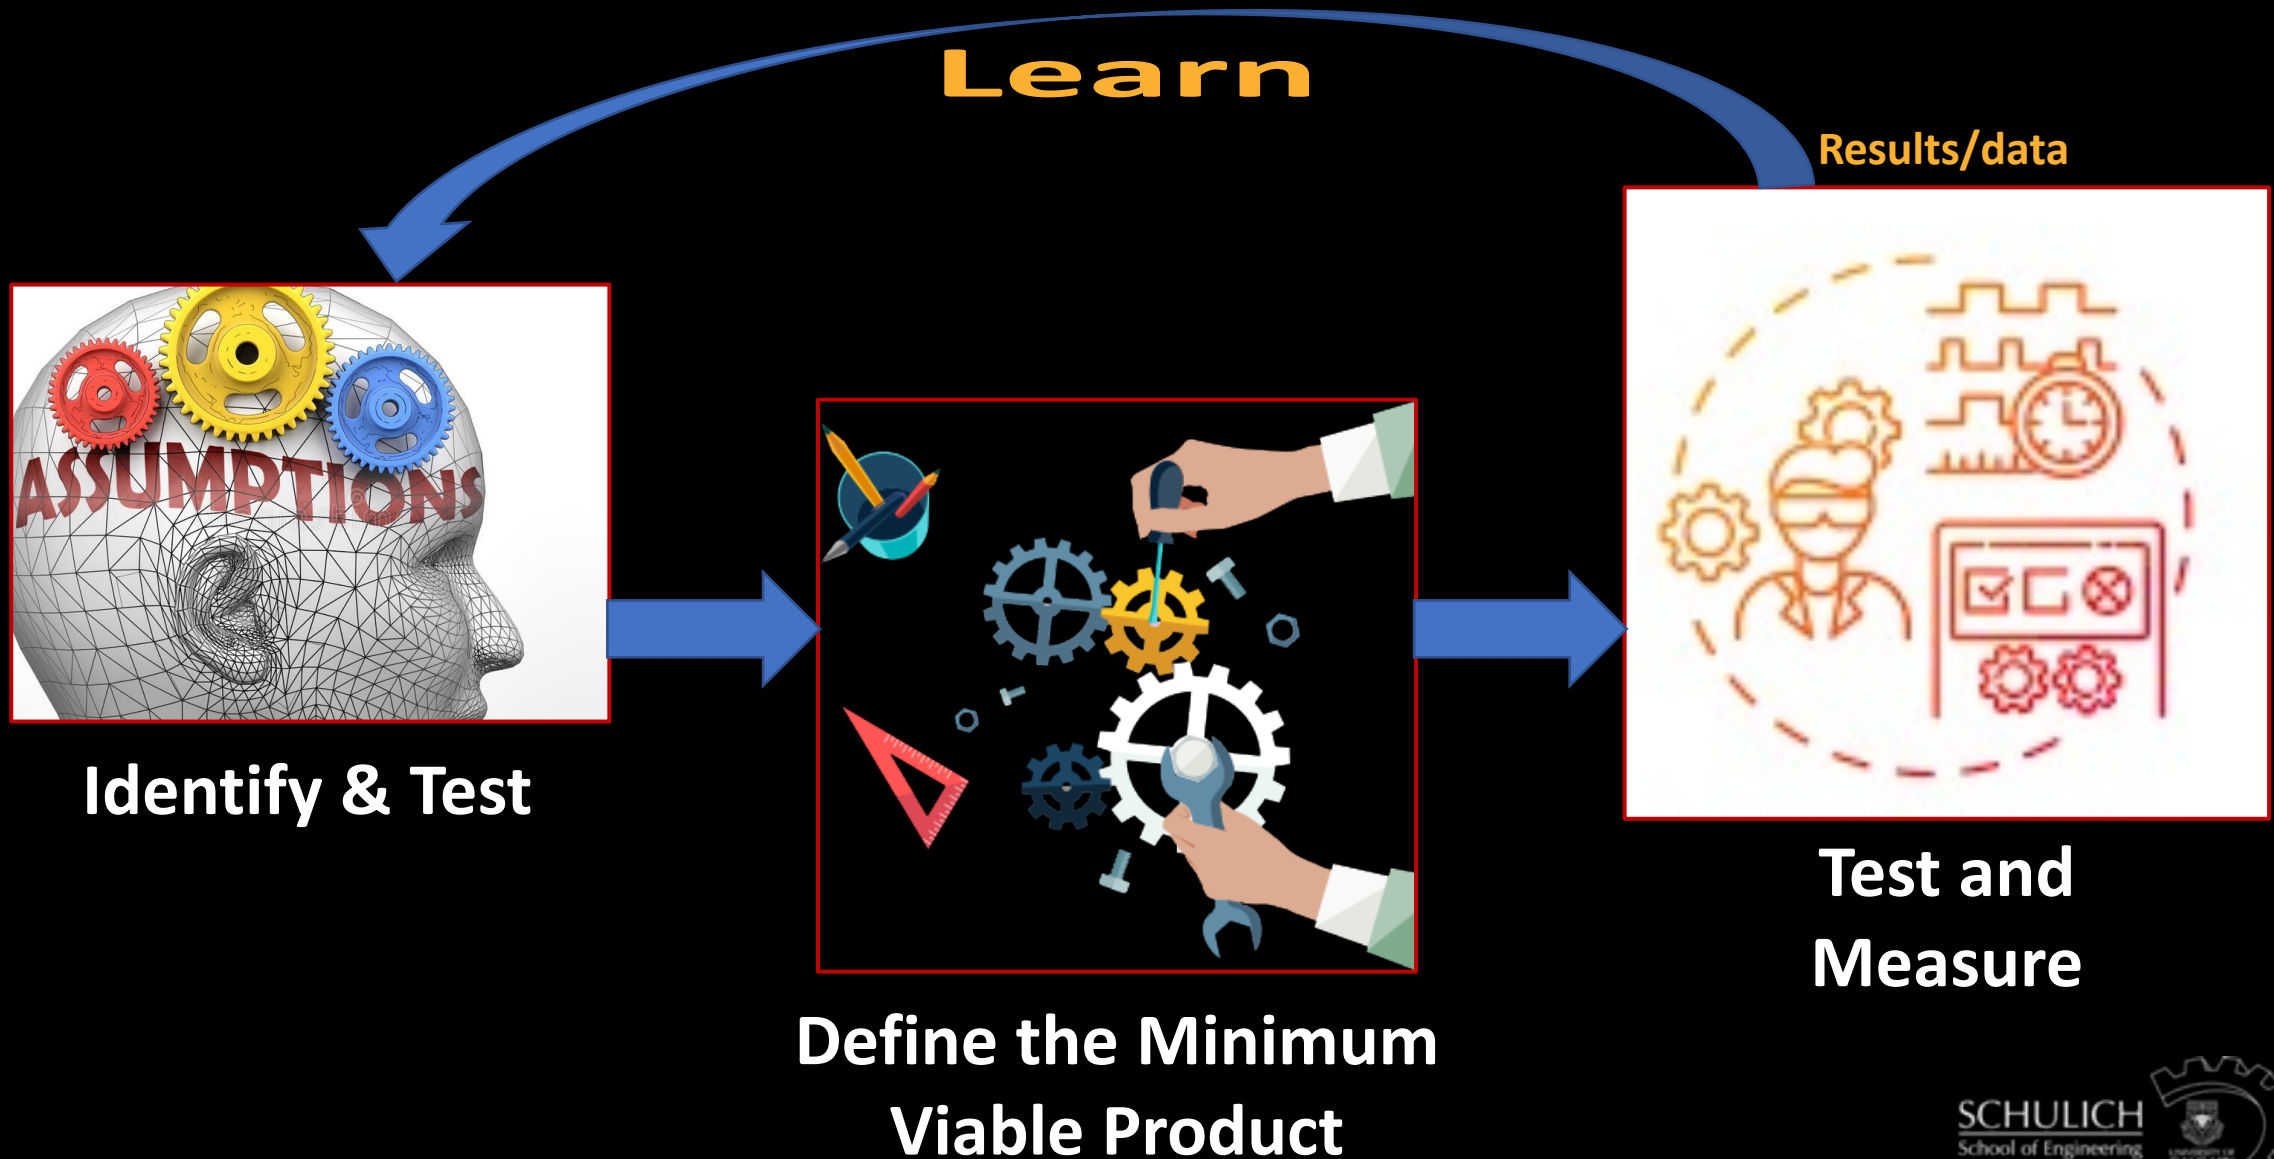 Learn
Results/data
ASSUMPTIONS
Identify & Test
Define the Minimum
Viable Product
Test and
Measure
SCHULICH
School of Engineering